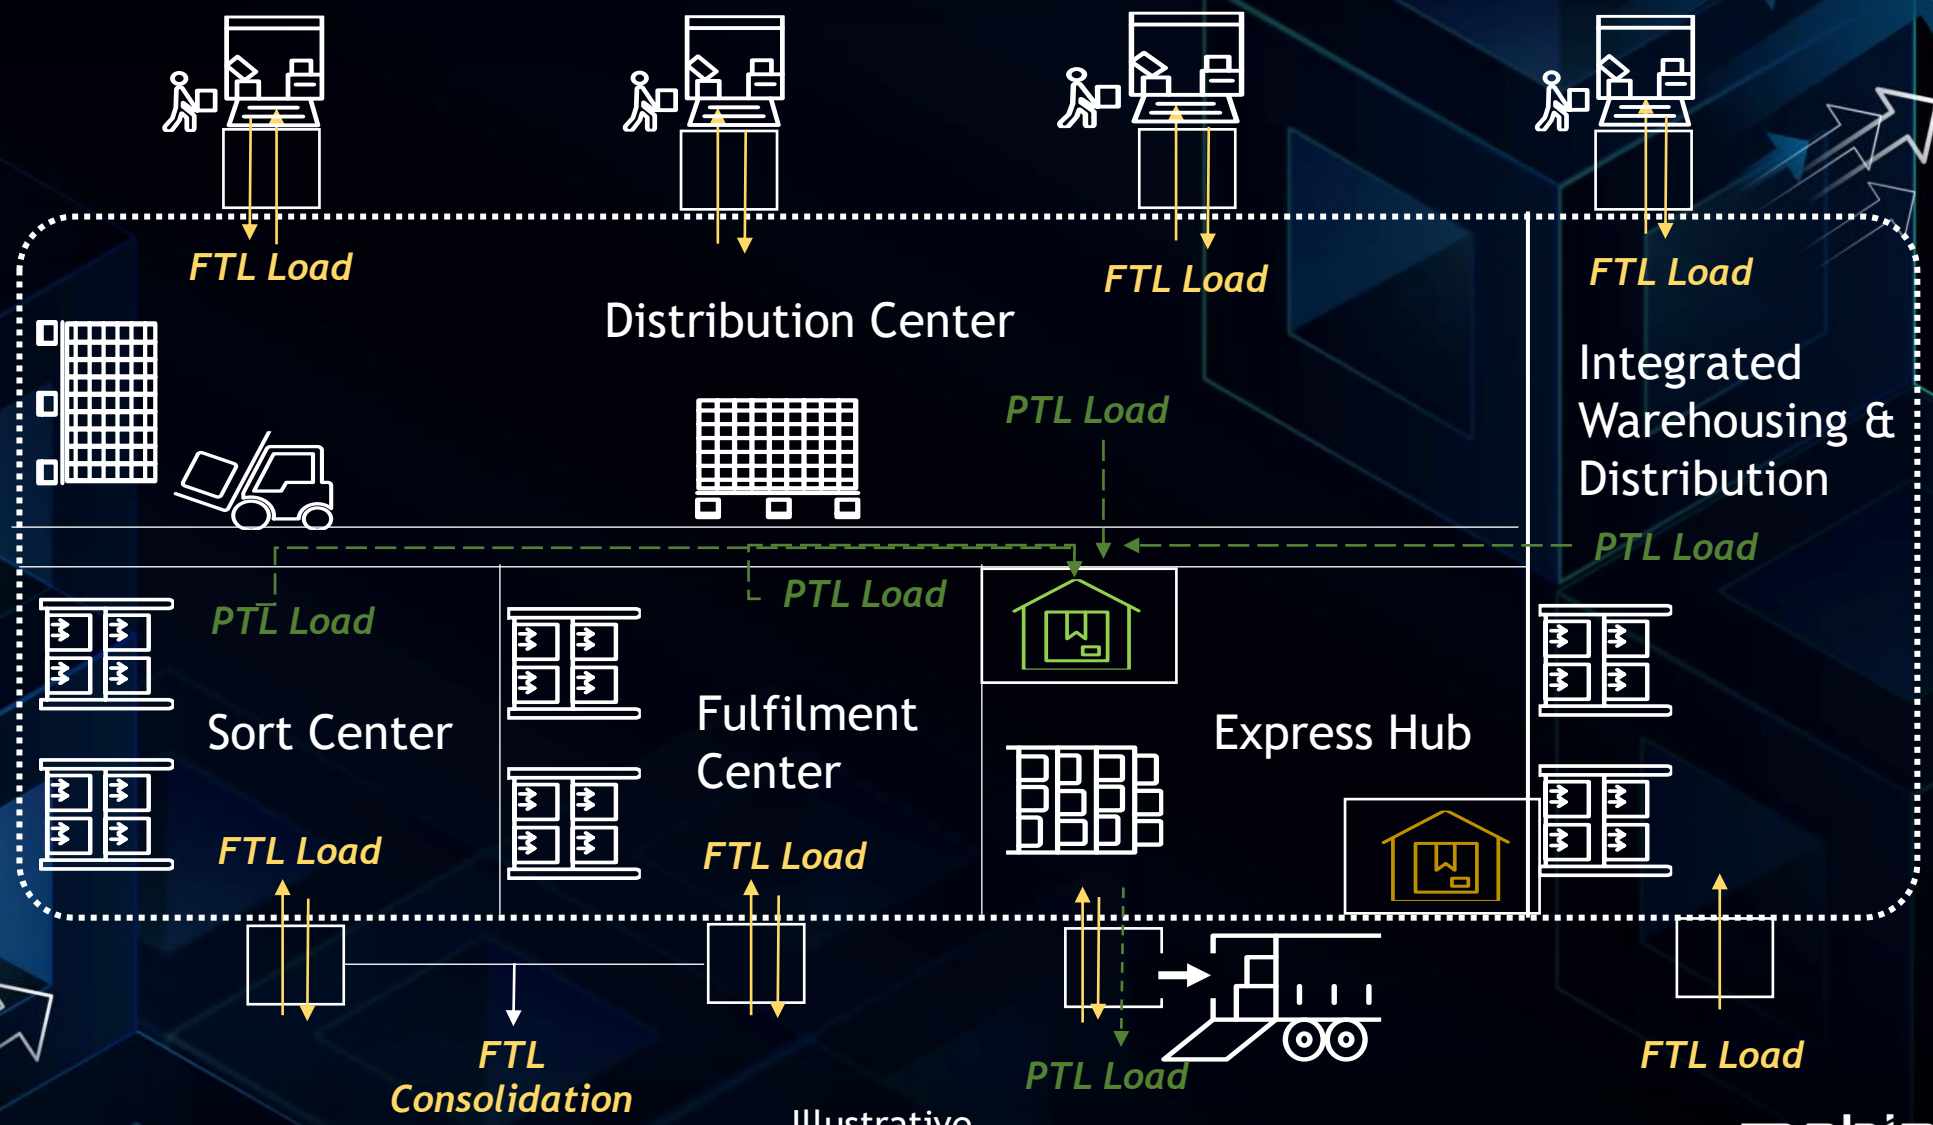 FTL Load
FTL Load
FTL Load
Distribution Center
Integrated
Warehousing &
Distribution
PTL Load
PTL Load
PTL Load
PTL Load
Sort Center
Fulfilment
Center
Express Hub
FTL Load
FTL Load
FTL
Consolidation
PTL Load
FTL Load
Illustrative